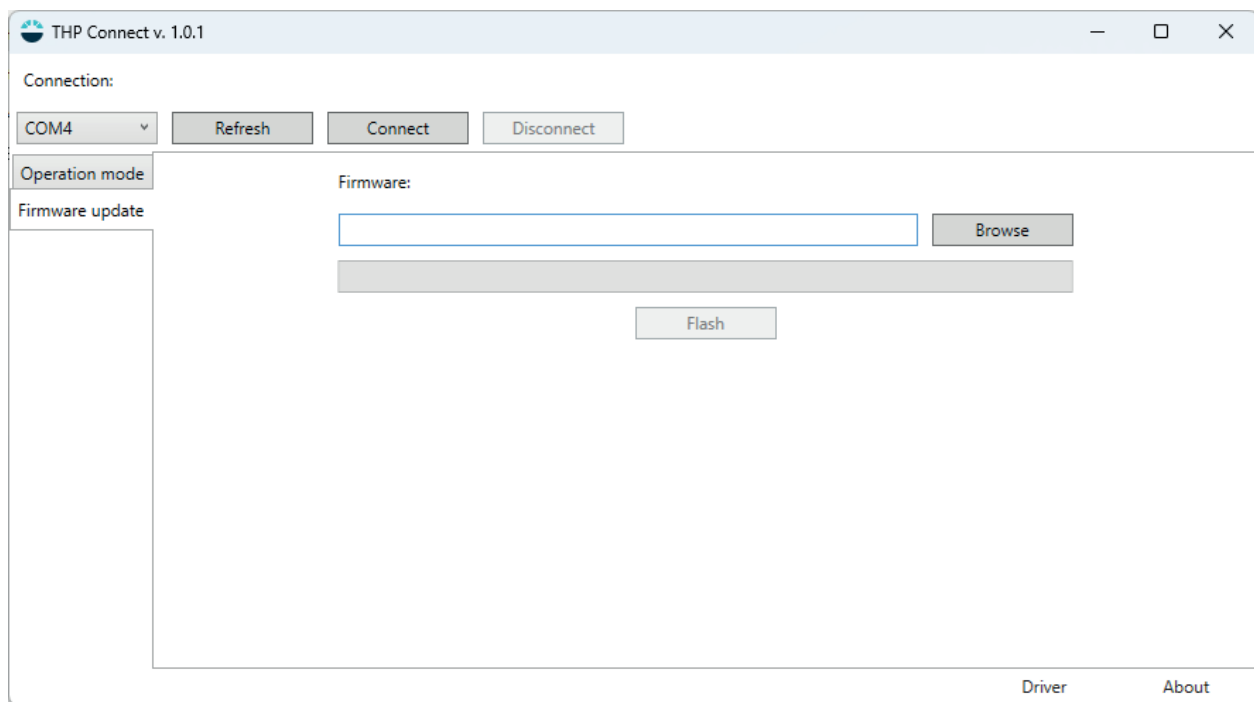 THP Connect v. 1.0.1
Connection:
COM4 Refresh Connect Disconnect
Operation mode
Firmware:
Firmware update
Browse
Flash
Driver About